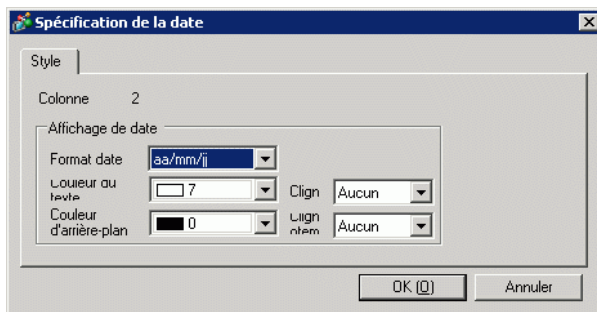 Spécification de la date
Style
Colonne 2
Affichage de date
Format date aa/mm/jj
Couleur du texte 7 Clign Aucun
Couleur d'arrière-plan 0 Clign Aucun
OK (O) Annuler